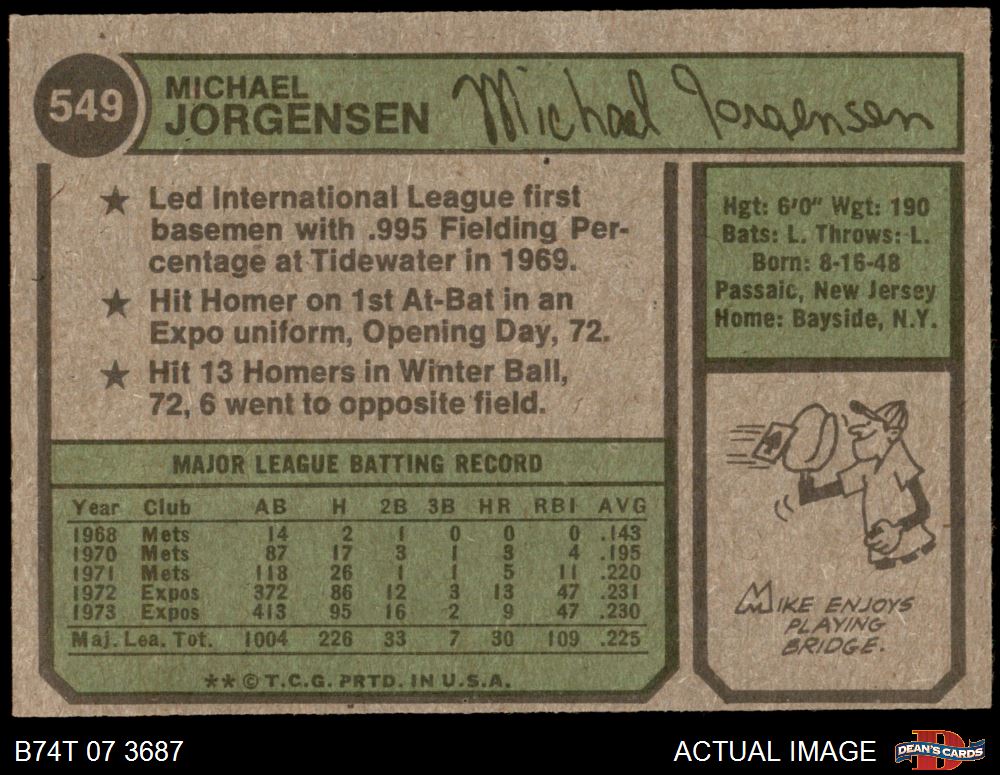 549
MICHAEL
JORGENSEN
Michael Jorgensen
★ Led International League first
basemen with .995 Fielding Per-
centage at Tidewater in 1969.
★ Hit Homer on 1st At-Bat in an
Expo uniform, Opening Day, 72.
★ Hit 13 Homers in Winter Ball,
72, 6 went to opposite field.
Hgt: 6'0" Wgt: 190
Bats: L. Throws: L.
Born: 8-16-48
Passaic, New Jersey
Home: Bayside, N.Y.
MAJOR LEAGUE BATTING RECORD
Year Club AB H 2B 3B HR RBI AVG
1968 Mets 14 2 1 0 0 0 .143
1970 Mets 87 17 3 1 3 4 .195
1971 Mets 118 26 1 1 5 11 .220
1972 Expos 372 86 12 3 13 47 .231
1973 Expos 413 95 16 2 9 47 .230
Maj. Lea. Tot. 1004 226 33 7 30 109 .225
** © T.C.G. PRTD. IN U.S.A.
MIKE ENJOYS
PLAYING
BRIDGE.
B74T 07 3687
ACTUAL IMAGE
DEAN'S CARDS